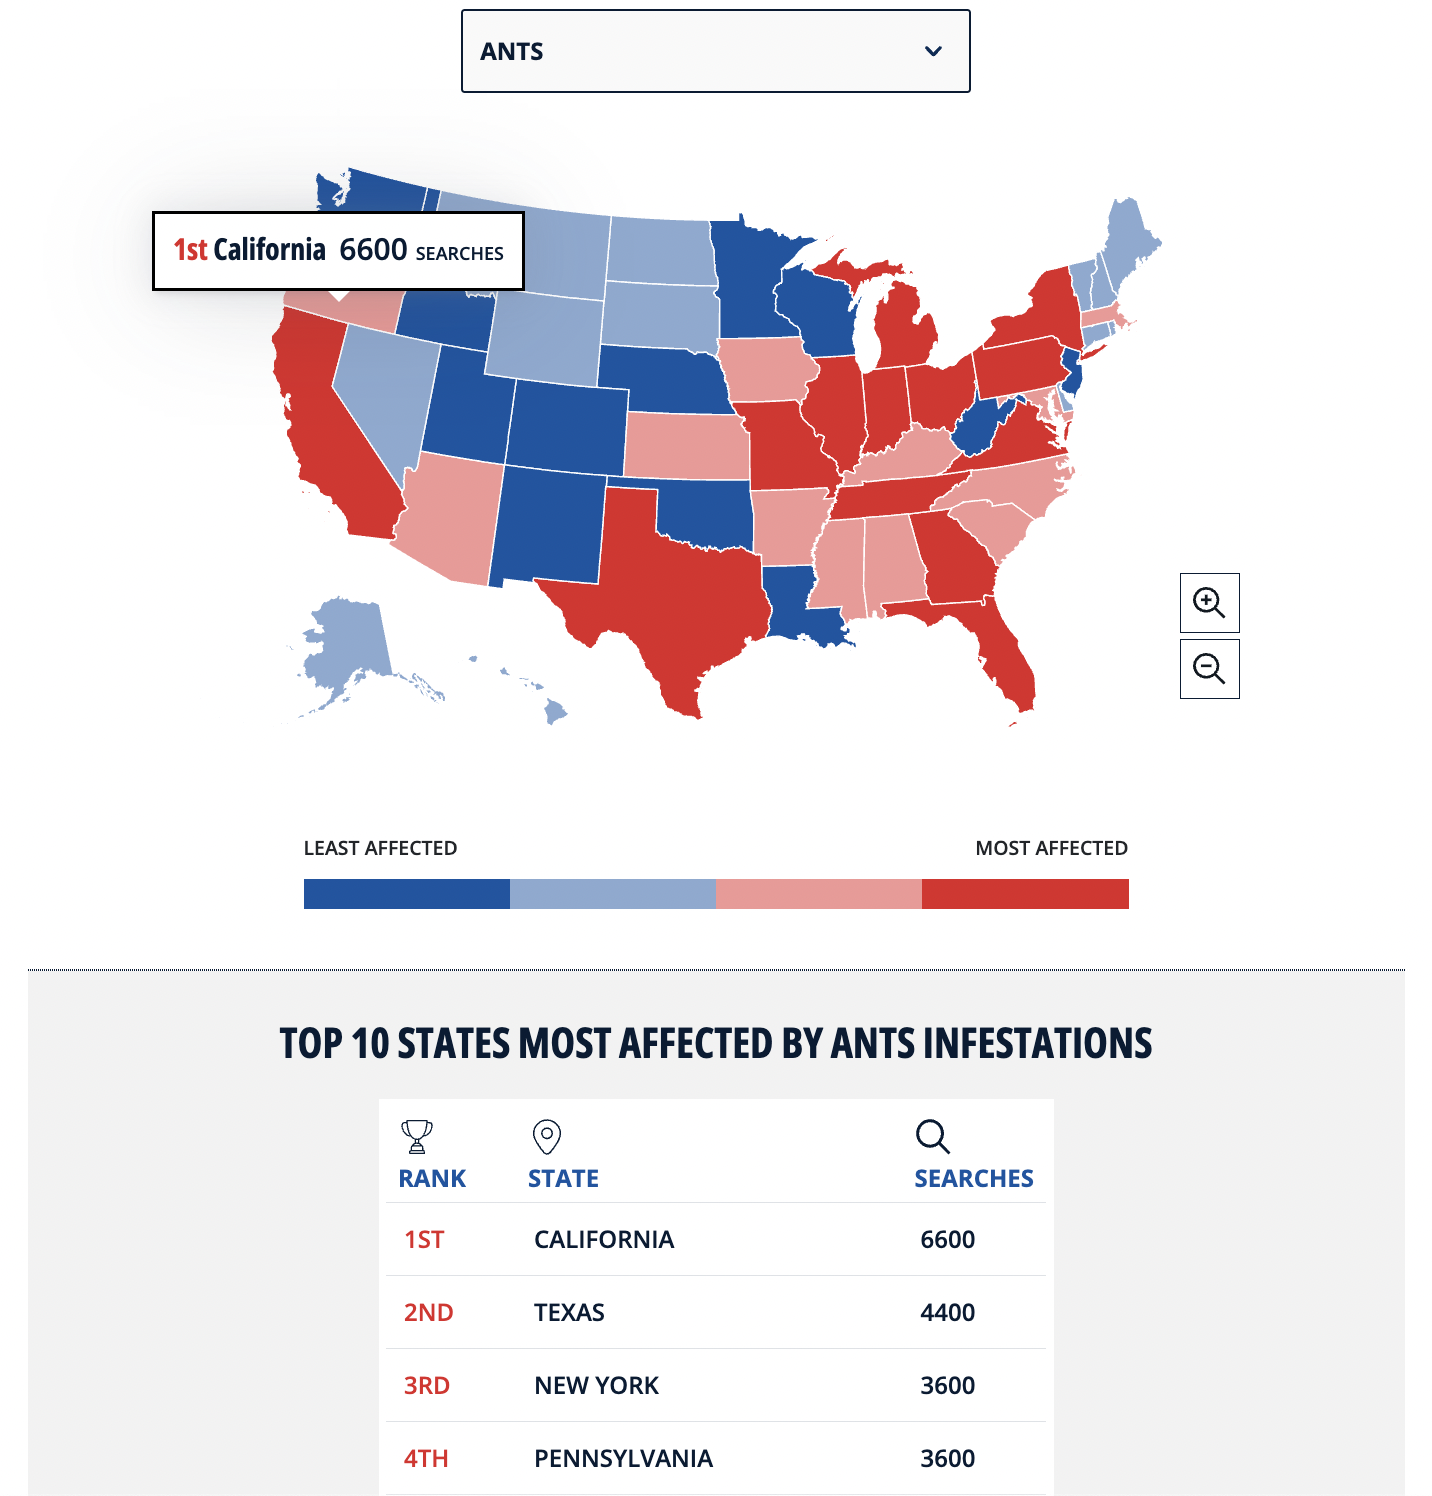 ANTS
1st California 6600 SEARCHES
LEAST AFFECTED MOST AFFECTED
TOP 10 STATES MOST AFFECTED BY ANTS INFESTATIONS
RANK STATE SEARCHES
1ST CALIFORNIA 6600
2ND TEXAS 4400
3RD NEW YORK 3600
4TH PENNSYLVANIA 3600